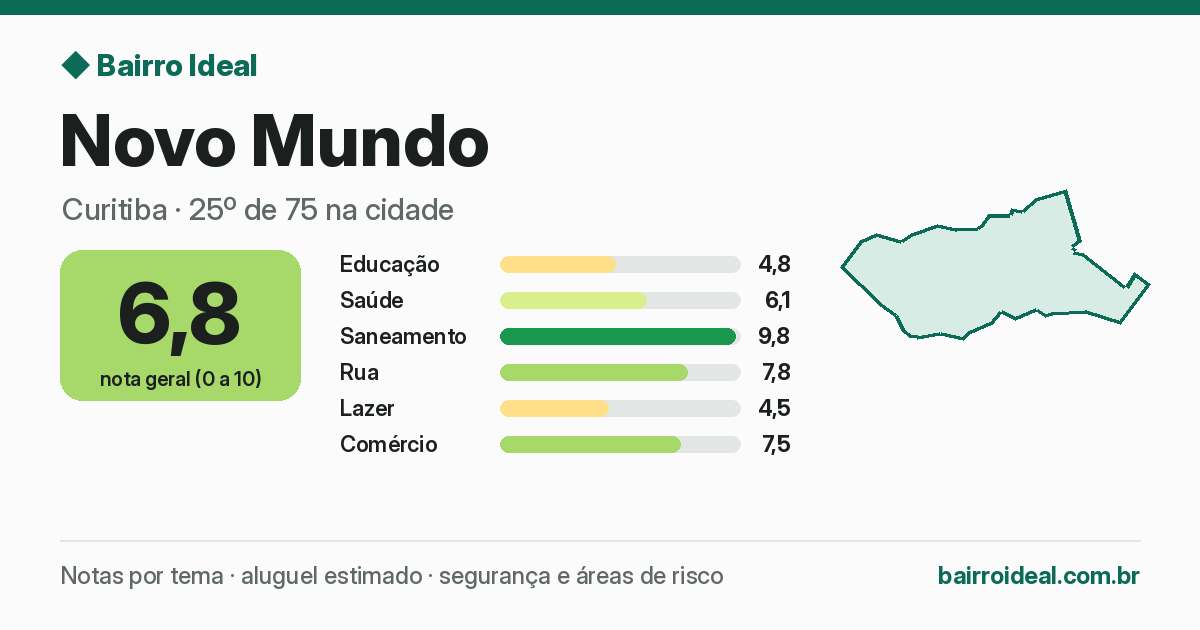 Bairro Ideal
Novo Mundo
Curitiba · 25º de 75 na cidade
6,8
nota geral (0 a 10)
Educação 4,8
Saúde 6,1
Saneamento 9,8
Rua 7,8
Lazer 4,5
Comércio 7,5
Notas por tema · aluguel estimado · segurança e áreas de risco
bairroideal.com.br